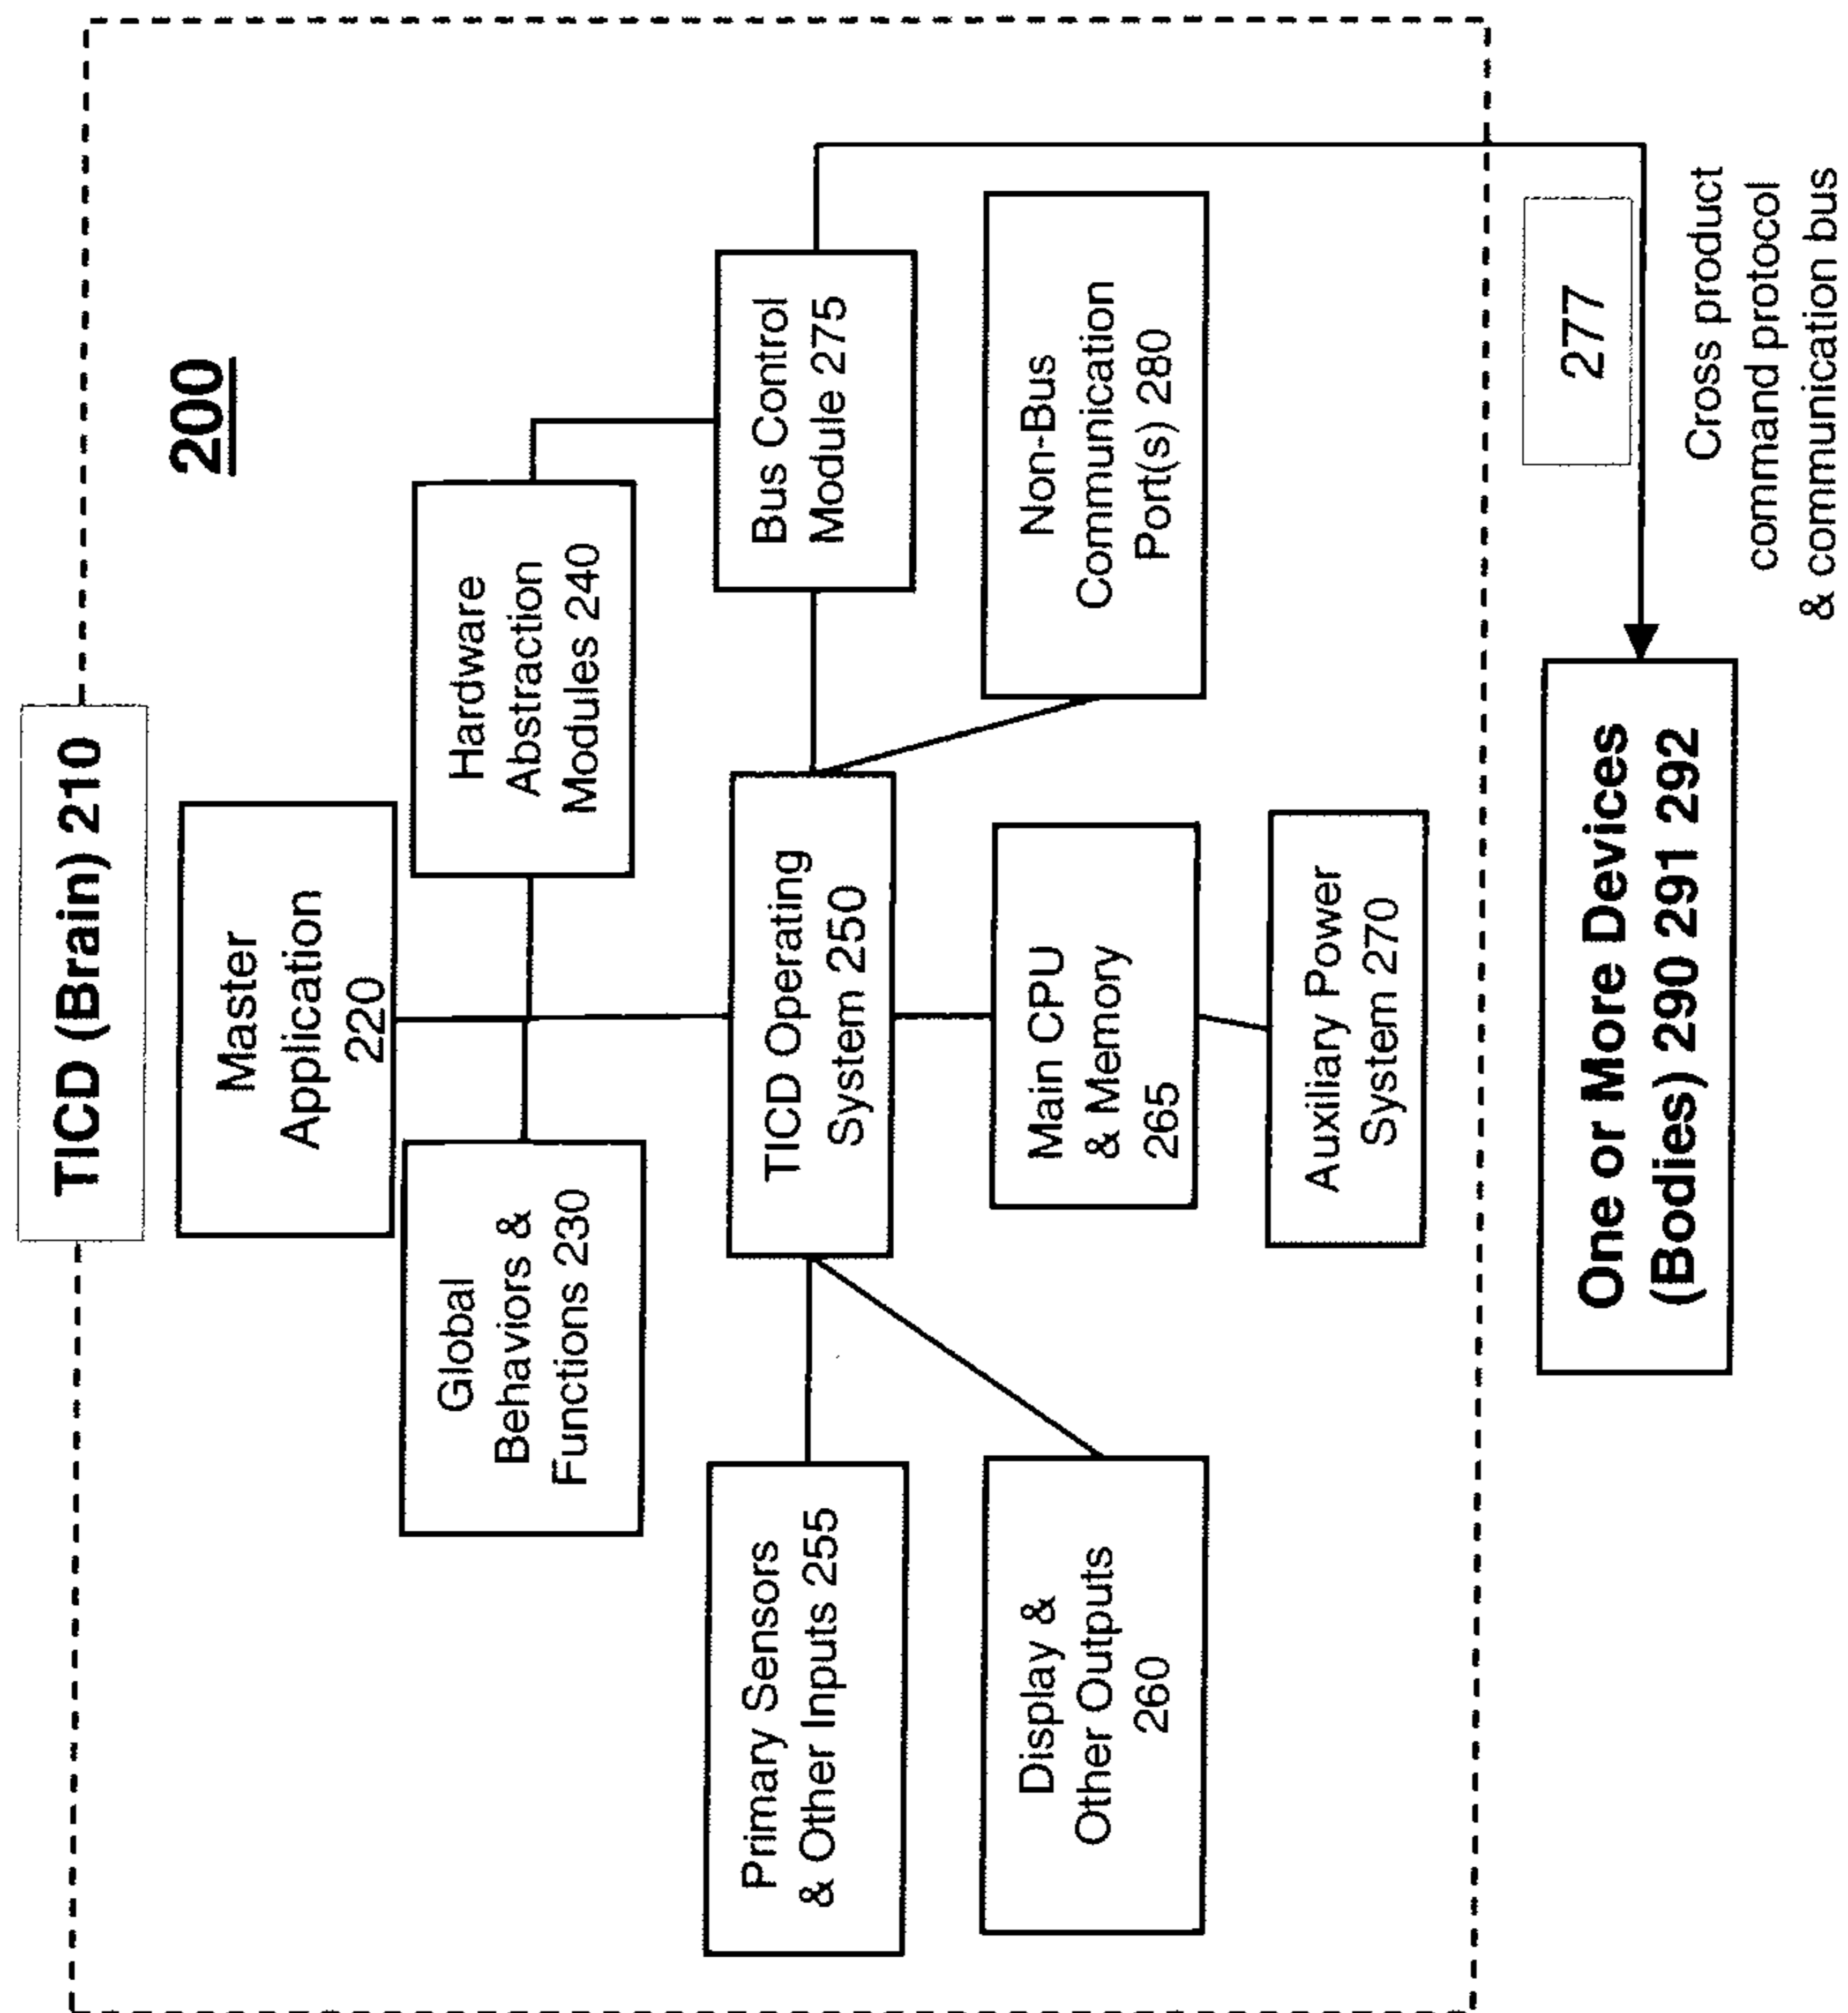 TICD (Brain) 210
200
Master
Application
220
Global
Behaviors &
Functions 230
Hardware
Abstraction
Modules 240
Primary Sensors
& Other Inputs 255
TICD Operating
System 250
Bus Control
Module 275
Display &
Other Outputs
260
Main CPU
& Memory
265
Non-Bus
Communication
Port(s) 280
Auxiliary Power
System 270
277
One or More Devices
(Bodies) 290 291 292
Cross product
command protocol
& communication bus